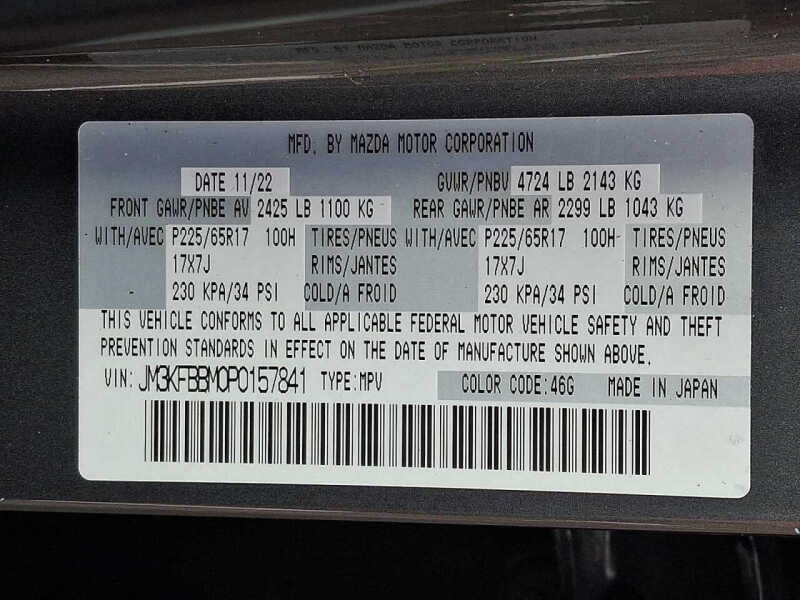 MFD. BY MAZDA MOTOR CORPORATION
DATE 11/22 GVWR/PNBV 4724 LB 2143 KG
FRONT GAWR/PNBE AV 2425 LB 1100 KG REAR GAWR/PNBE AR 2299 LB 1043 KG
WITH/AVEC P225/65R17 100H TIRES/PNEUS WITH/AVEC P225/65R17 100H TIRES/PNEUS
17X7J RIMS/JANTES 17X7J RIMS/JANTES
230 KPA/34 PSI COLD/A FROID 230 KPA/34 PSI COLD/A FROID
THIS VEHICLE CONFORMS TO ALL APPLICABLE FEDERAL MOTOR VEHICLE SAFETY AND THEFT
PREVENTION STANDARDS IN EFFECT ON THE DATE OF MANUFACTURE SHOWN ABOVE.
VIN: JM3KFBBM0P0157841 TYPE:MPV COLOR CODE:46G MADE IN JAPAN